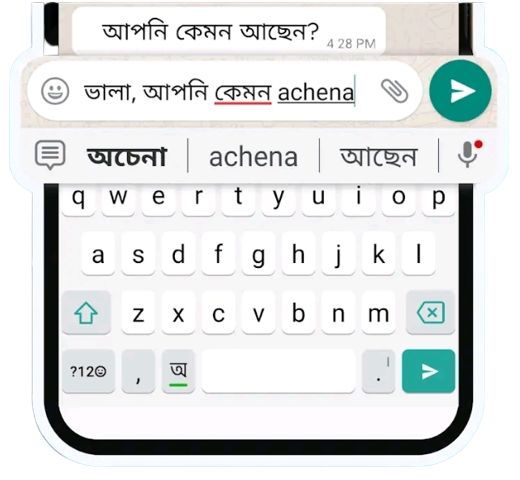 আপনি কেমন আছেন?
4 28 PM
ভালা, আপনি কেমন achena
অচেনা achena আছেন
q w e r t y u i o p
a s d f g h j k l
z x c v b n m
?12☺ , অ .